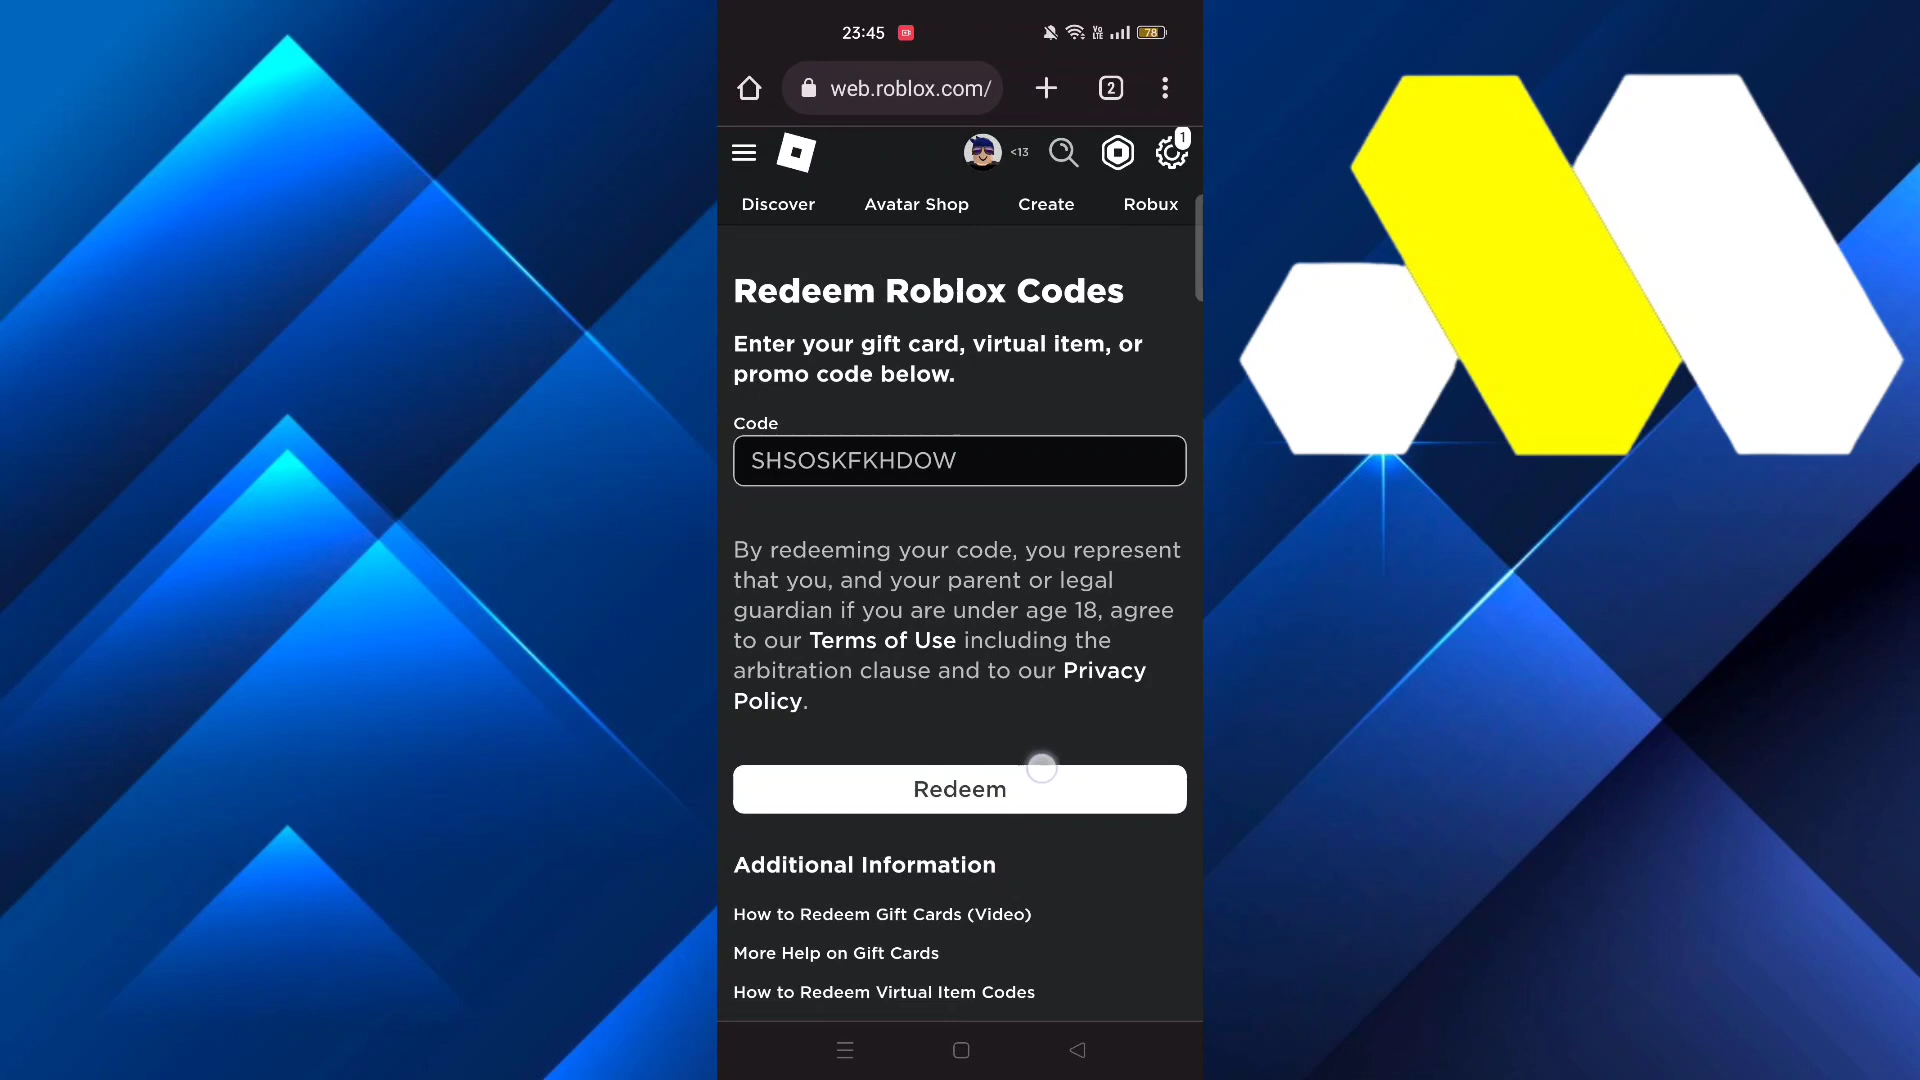 23:45
Vo LTE
78
web.roblox.com/
2
<13
1
Discover Avatar Shop Create Robux
Redeem Roblox Codes
Enter your gift card, virtual item, or
promo code below.
Code
SHSOSKFKHDOW
By redeeming your code, you represent
that you, and your parent or legal
guardian if you are under age 18, agree
to our Terms of Use including the
arbitration clause and to our Privacy
Policy.
Redeem
Additional Information
How to Redeem Gift Cards (Video)
More Help on Gift Cards
How to Redeem Virtual Item Codes